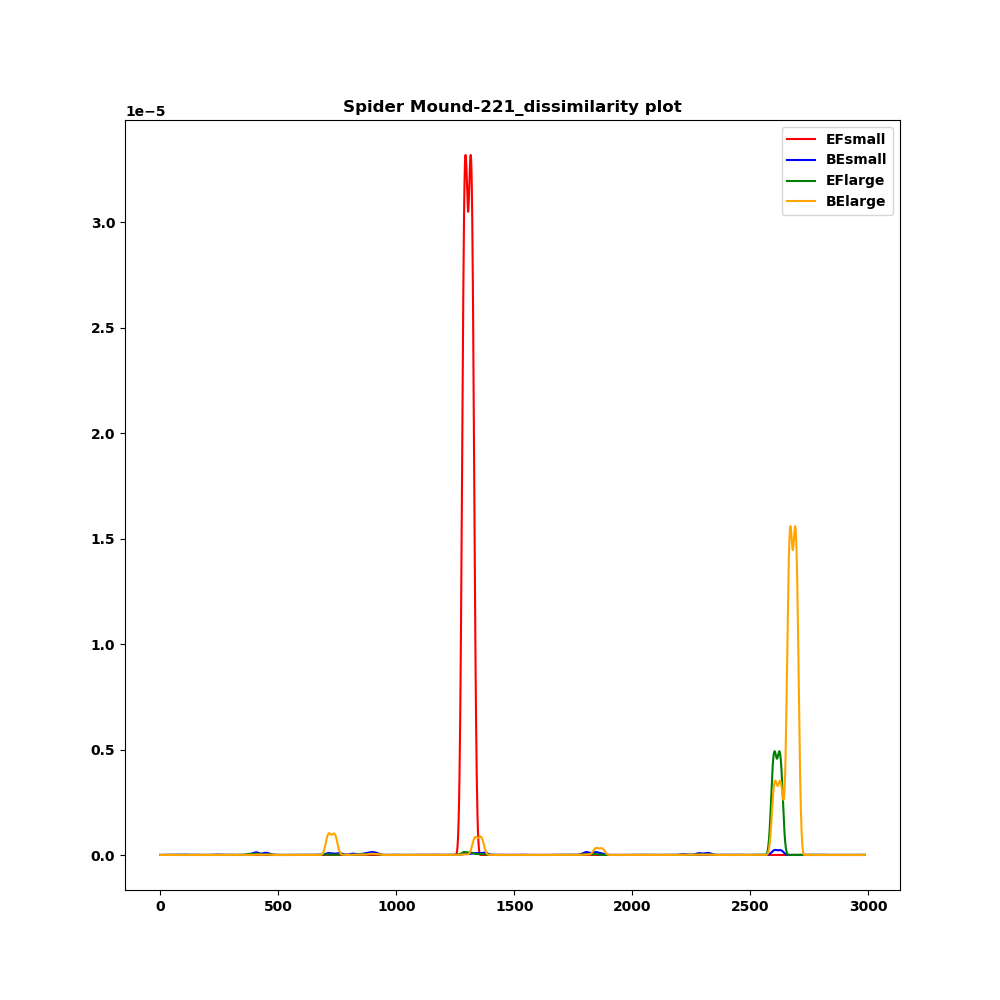 Spider Mound-221_dissimilarity plot
1e−5
EFsmall
BEsmall
EFlarge
BElarge
3.0
2.5
2.0
1.5
1.0
0.5
0.0
0 500 1000 1500 2000 2500 3000